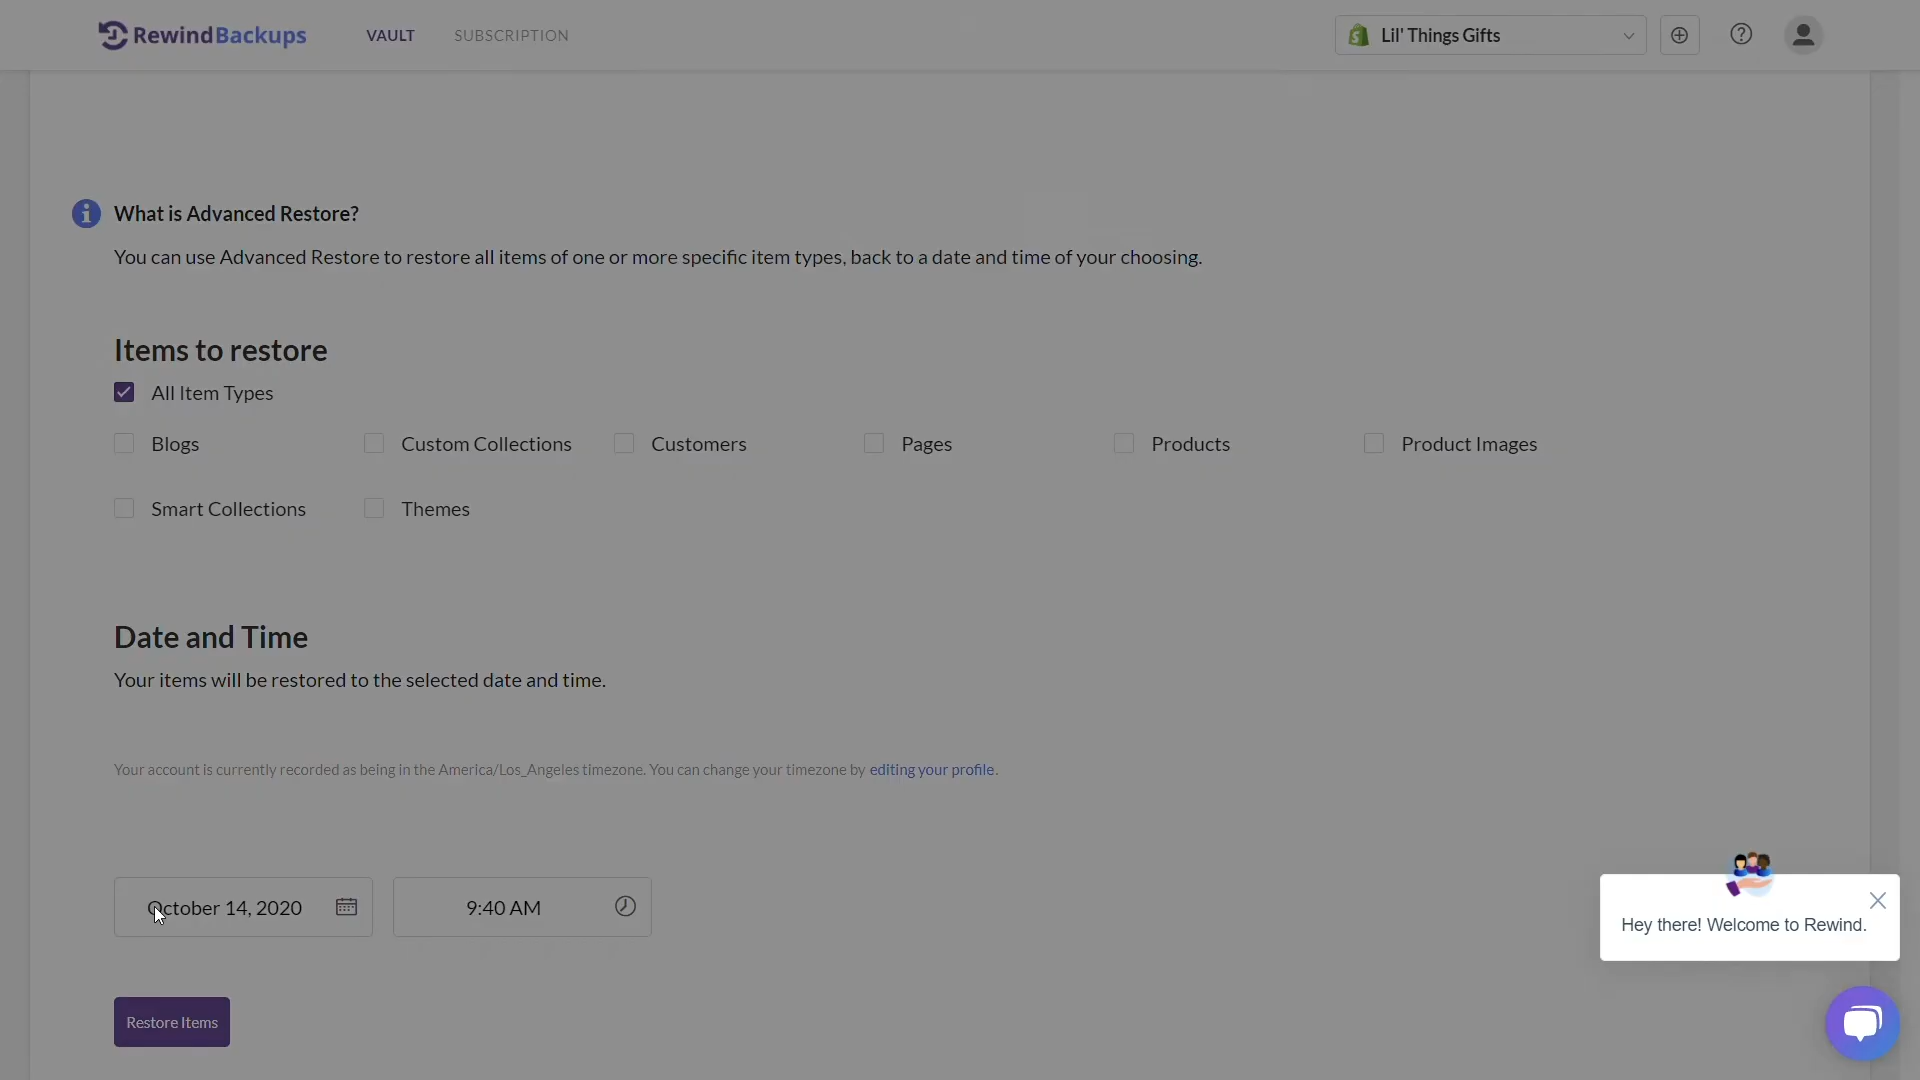 RewindBackups
VAULT
SUBSCRIPTION
Lil' Things Gifts
What is Advanced Restore?
You can use Advanced Restore to restore all items of one or more specific item types, back to a date and time of your choosing.
Items to restore
All Item Types
Blogs
Custom Collections
Customers
Pages
Products
Product Images
Smart Collections
Themes
Date and Time
Your items will be restored to the selected date and time.
Your account is currently recorded as being in the America/Los_Angeles timezone. You can change your timezone by editing your profile.
October 14, 2020
9:40 AM
Hey there! Welcome to Rewind.
Restore Items